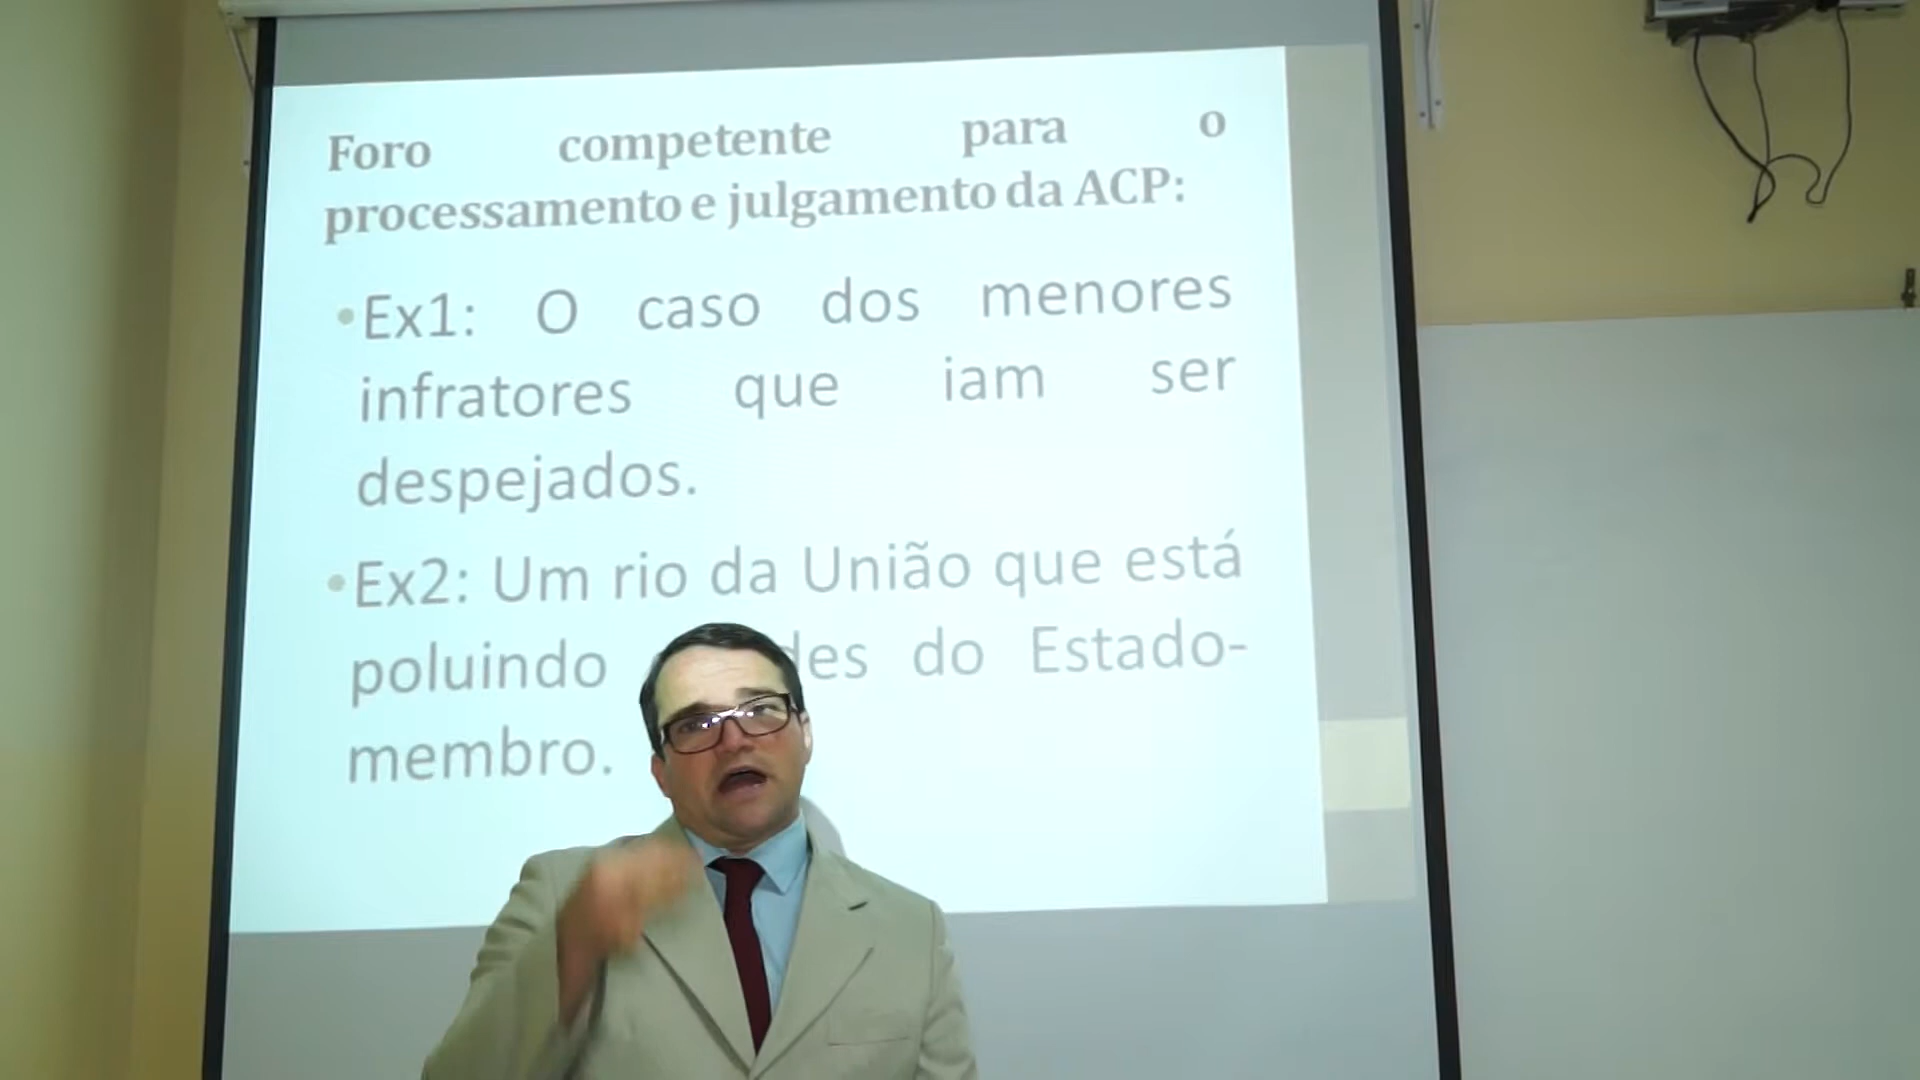 Foro competente para o
processamento e julgamento da ACP:
•Ex1: O caso dos menores
infratores que iam ser
despejados.
•Ex2: Um rio da União que está
poluindo do Estado-
membro.